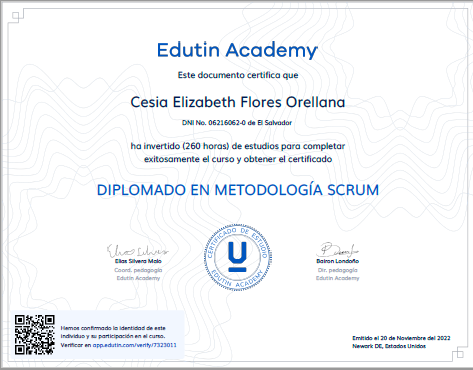 Edutin Academy
Este documento certifica que
Cesia Elizabeth Flores Orellana
DNI No. 06216062-0 de El Salvador
ha invertido (260 horas) de estudios para completar
exitosamente el curso y obtener el certificado
DIPLOMADO EN METODOLOGÍA SCRUM
CERTIFICADO DE ESTUDIO
U
EDUTIN ACADEMY
Elias Silvera Malo
Coord. pedagogía
Edutin Academy
Bairon Londoño
Dir. pedagogía
Edutin Academy
Hemos confirmado la identidad de este
individuo y su participación en el curso.
Verificar en app.edutin.com/verify/7323011
Emitido el 20 de Noviembre del 2022
Newark DE, Estados Unidos